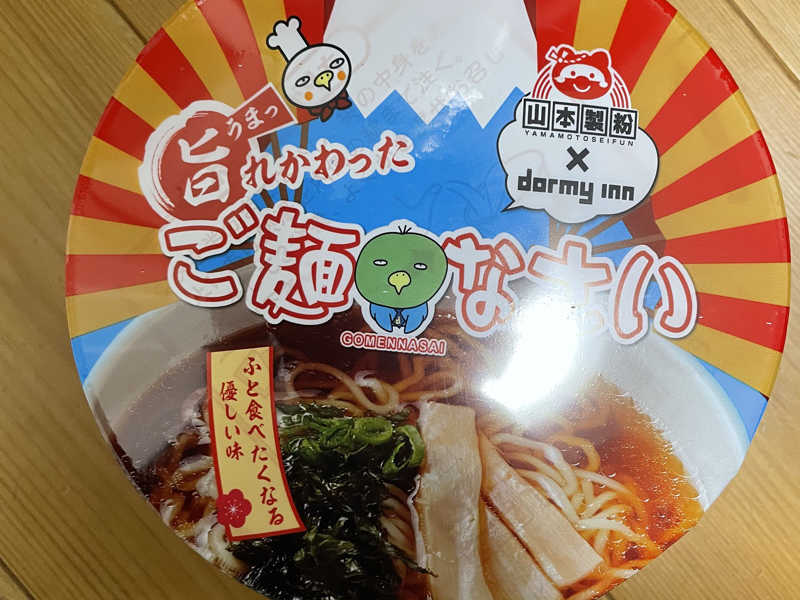 うまっ
旨れかわった
ご麺なさい
GOMENNASAI
山本製粉
YAMAMOTOSEIFUN
×
dormy inn
ふと食べたくなる
優しい味